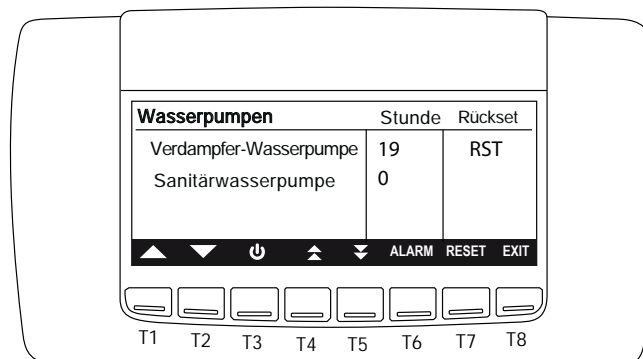 Wasserpumpen Stunde Rückset
Verdampfer-Wasserpumpe 19 RST
Sanitärwasserpumpe 0
ALARM RESET EXIT
T1 T2 T3 T4 T5 T6 T7 T8